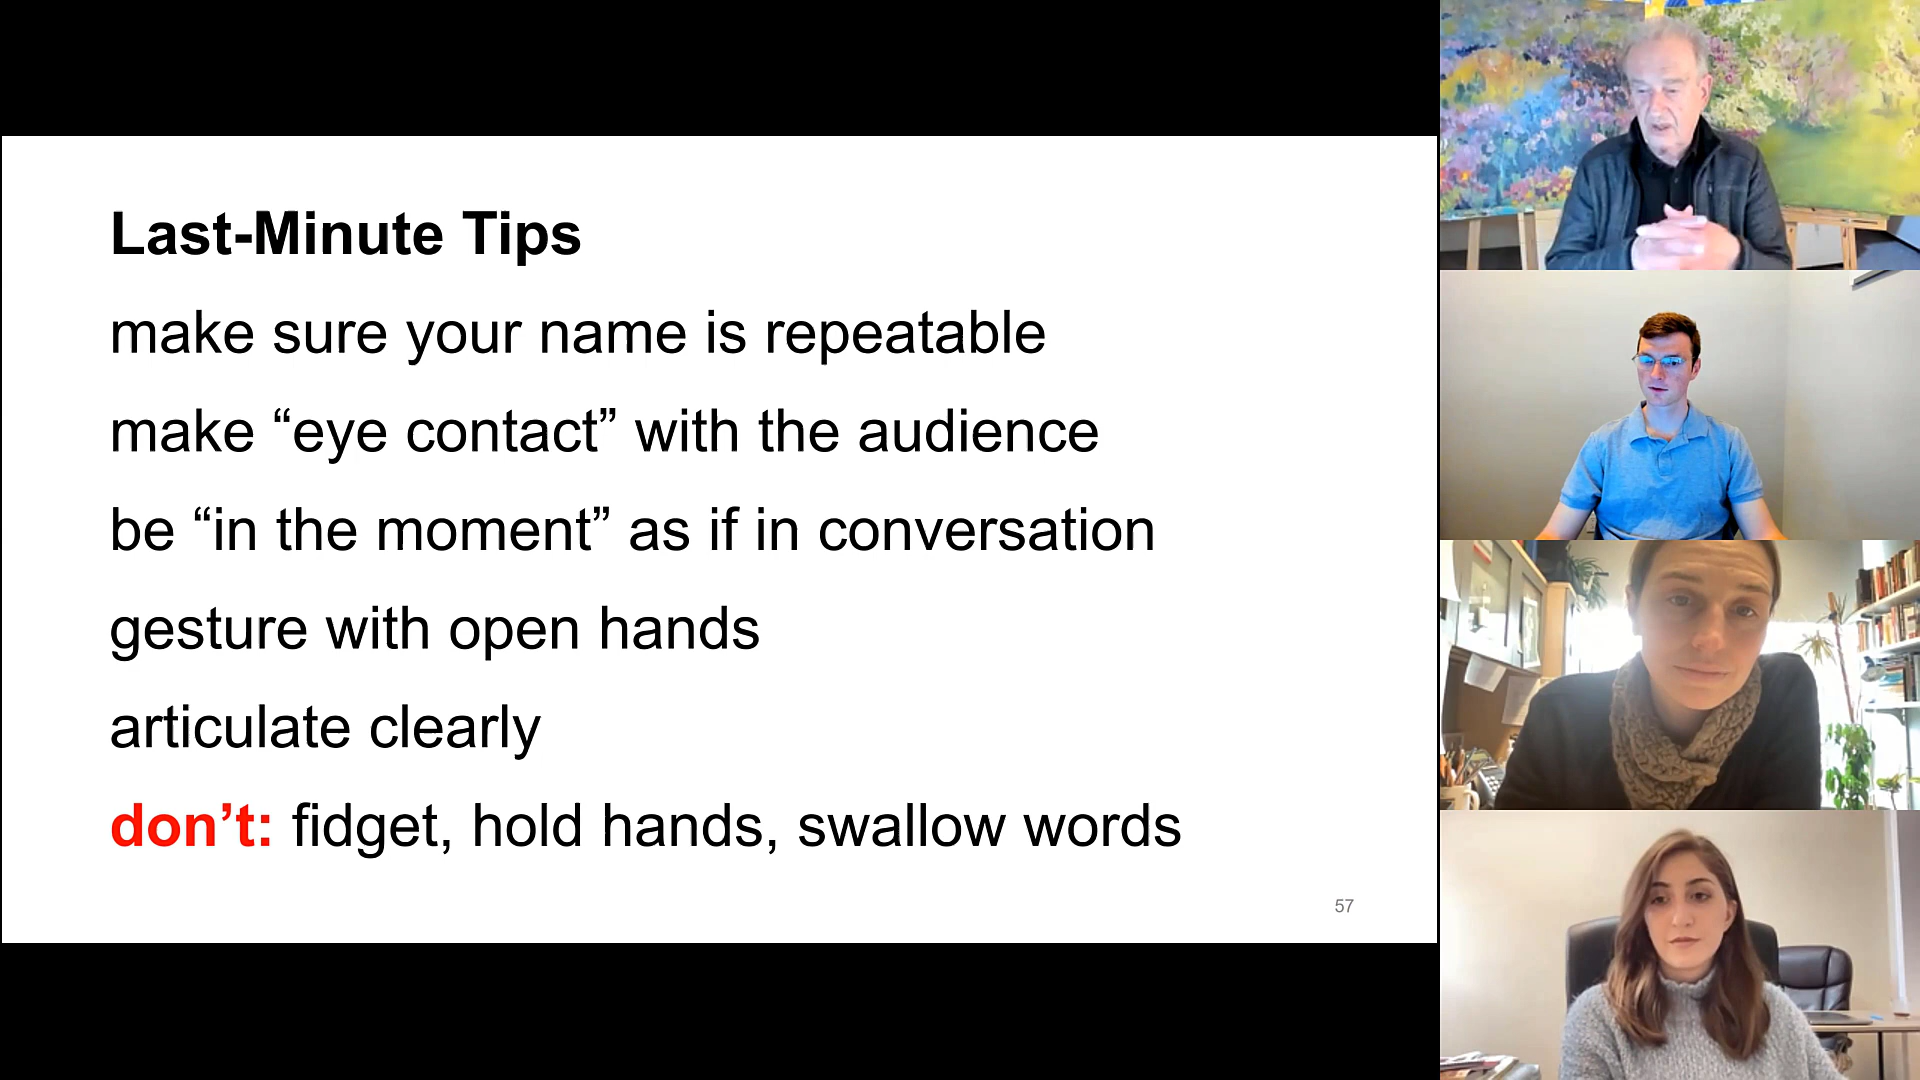 Last-Minute Tips
make sure your name is repeatable
make “eye contact” with the audience
be “in the moment” as if in conversation
gesture with open hands
articulate clearly
don’t: fidget, hold hands, swallow words
57